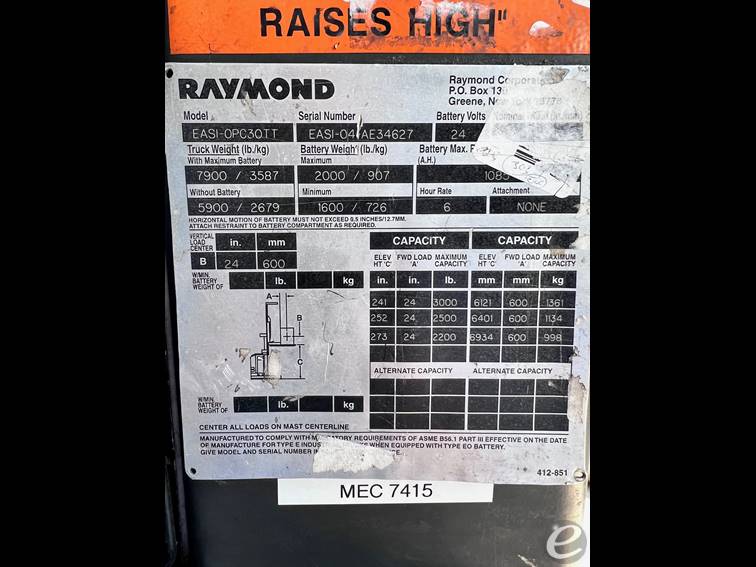 RAISES HIGH"
RAYMOND
Raymond
P.O. Box
Greene, New
Model Serial Number Battery Volts
EASI-OPC30TT EASI-04 AE34627 24
Truck Weight (lb./kg) Battery Weight (lb./kg) Battery Max.
With Maximum Battery Maximum (A.H.)
7900 / 3587 2000 / 907 1085
Without Battery Minimum Hour Rate Attachment
5900 / 2679 1600 / 726 6 NONE
HORIZONTAL MOTION OF BATTERY MUST NOT EXCEED 0.5 INCHES/12.7MM.
ATTACH RESTRAINT TO BATTERY COMPARTMENT AS REQUIRED.
VERTICAL LOAD CENTER in. mm
B 24 600
W/MIN. BATTERY WEIGHT OF lb. kg
A
B
C
CAPACITY CAPACITY
ELEV HT 'C' FWD LOAD 'A' MAXIMUM CAPACITY ELEV HT 'C' FWD LOAD 'A' MAXIMUM CAPACITY
in. in. lb. mm mm kg
241 24 3000 6121 600 1361
252 24 2500 6401 600 1134
273 24 2200 6934 600 998
ALTERNATE CAPACITY ALTERNATE CAPACITY
W/MIN. BATTERY WEIGHT OF lb. kg
CENTER ALL LOADS ON MAST CENTERLINE
MANUFACTURED TO COMPLY WITH REQUIREMENTS OF ASME B56.1 PART III EFFECTIVE ON THE DATE
OF MANUFACTURE FOR TYPE E WHEN EQUIPPED WITH TYPE EO BATTERY.
GIVE MODEL AND SERIAL NUMBER
412-851
MEC 7415